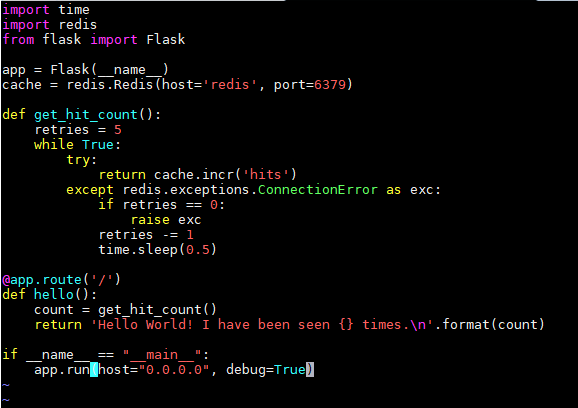 import time
import redis
from flask import Flask

app = Flask(__name__)
cache = redis.Redis(host='redis', port=6379)

def get_hit_count():
    retries = 5
    while True:
        try:
            return cache.incr('hits')
        except redis.exceptions.ConnectionError as exc:
            if retries == 0:
                raise exc
            retries -= 1
            time.sleep(0.5)

@app.route('/')
def hello():
    count = get_hit_count()
    return 'Hello World! I have been seen {} times.\n'.format(count)

if __name__ == "__main__":
    app.run(host="0.0.0.0", debug=True)
~
~